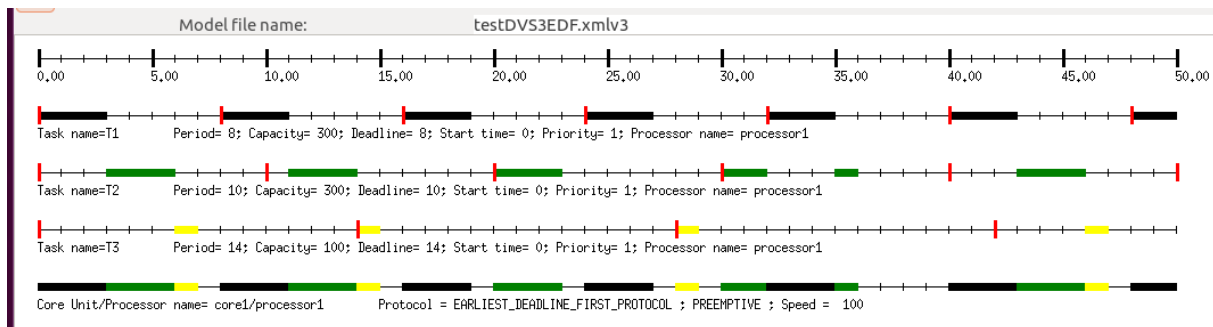 Model file name: testDVS3EDF.xmlv3
0.00 5.00 10.00 15.00 20.00 25.00 30.00 35.00 40.00 45.00 50.00
Task name=T1 Period= 8; Capacity= 300; Deadline= 8; Start time= 0; Priority= 1; Processor name= processor1
Task name=T2 Period= 10; Capacity= 300; Deadline= 10; Start time= 0; Priority= 1; Processor name= processor1
Task name=T3 Period= 14; Capacity= 100; Deadline= 14; Start time= 0; Priority= 1; Processor name= processor1
Core Unit/Processor name= core1/processor1 Protocol = EARLIEST_DEADLINE_FIRST_PROTOCOL ; PREEMPTIVE ; Speed = 100